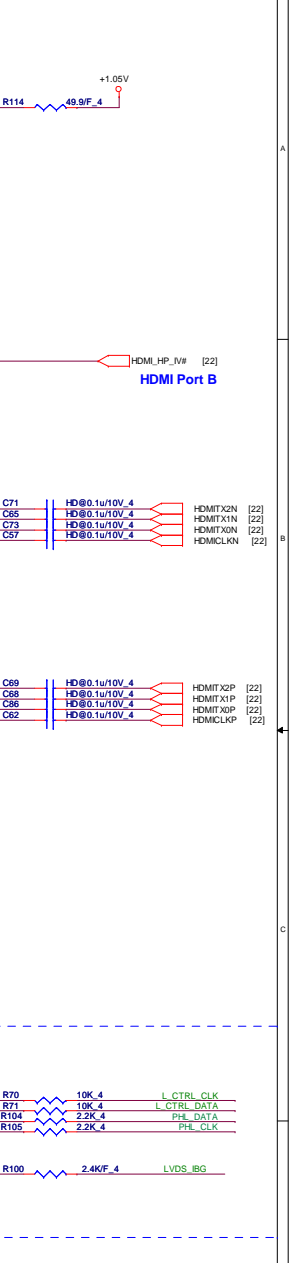 +1.05V
R114 49.9/F_4
A
HDMI_HP_IV# [22]
HDMI Port B
C71 HD@0.1u/10V_4 HDMITX2N [22]
C65 HD@0.1u/10V_4 HDMITX1N [22]
C73 HD@0.1u/10V_4 HDMITX0N [22]
C57 HD@0.1u/10V_4 HDMICLKN [22]
B
C69 HD@0.1u/10V_4 HDMITX2P [22]
C68 HD@0.1u/10V_4 HDMITX1P [22]
C86 HD@0.1u/10V_4 HDMITX0P [22]
C62 HD@0.1u/10V_4 HDMICLKP [22]
C
R70 10K_4 L_CTRL_CLK
R71 10K_4 L_CTRL_DATA
R104 2.2K_4 PHL_DATA
R105 2.2K_4 PHL_CLK
R100 2.4K/F_4 LVDS_IBG